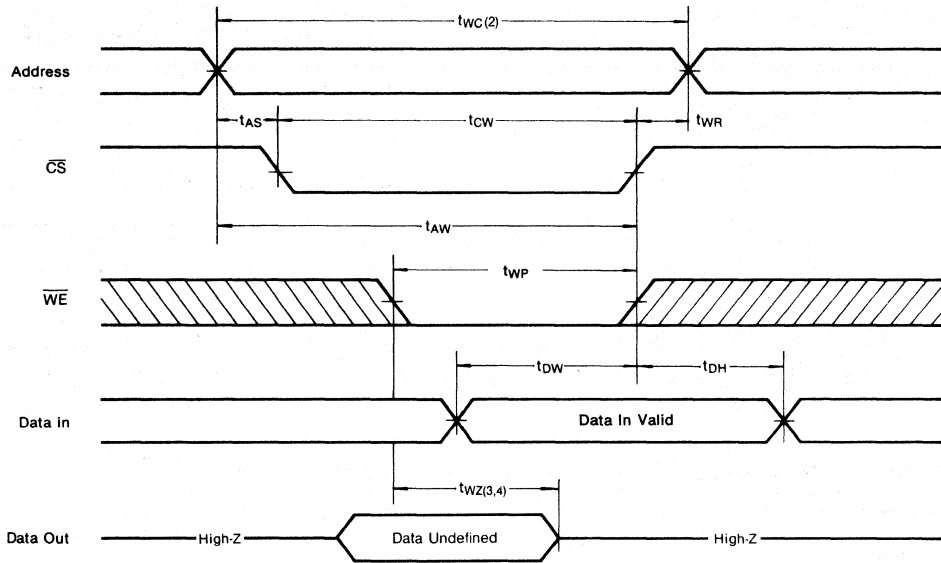 tWC(2)
Address
tAS
tCW
tWR
CS
tAW
tWP
WE
tDW
tDH
Data in
Data In Valid
tWZ(3,4)
Data Out
High-Z
Data Undefined
High-Z